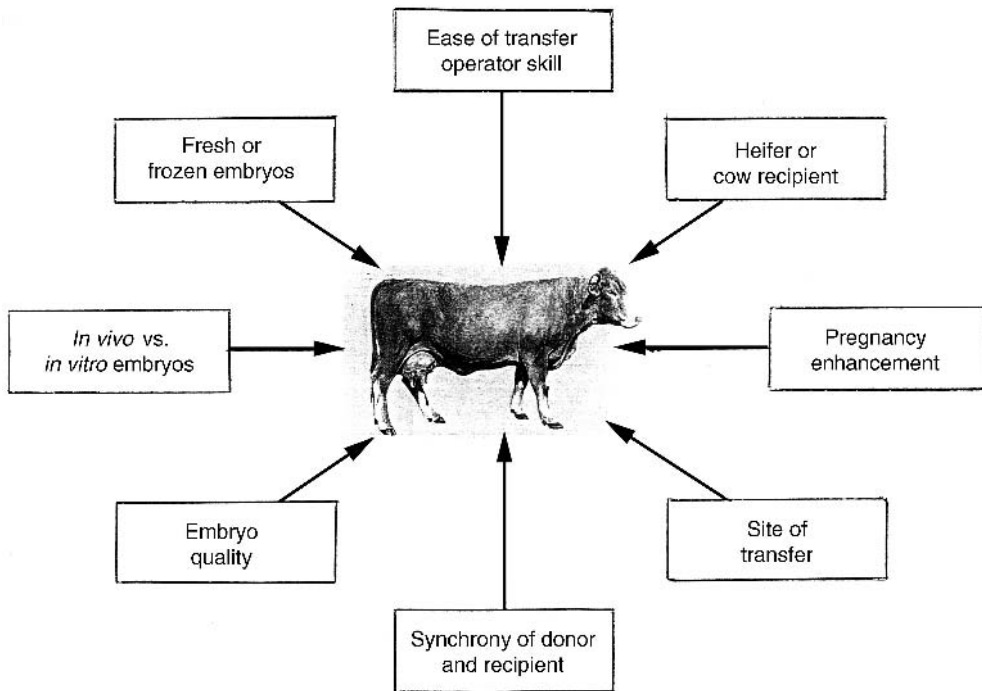 Ease of transfer
operator skill
Fresh or
frozen embryos
Heifer or
cow recipient
In vivo vs.
in vitro embryos
Pregnancy
enhancement
Embryo
quality
Site of
transfer
Synchrony of donor
and recipient